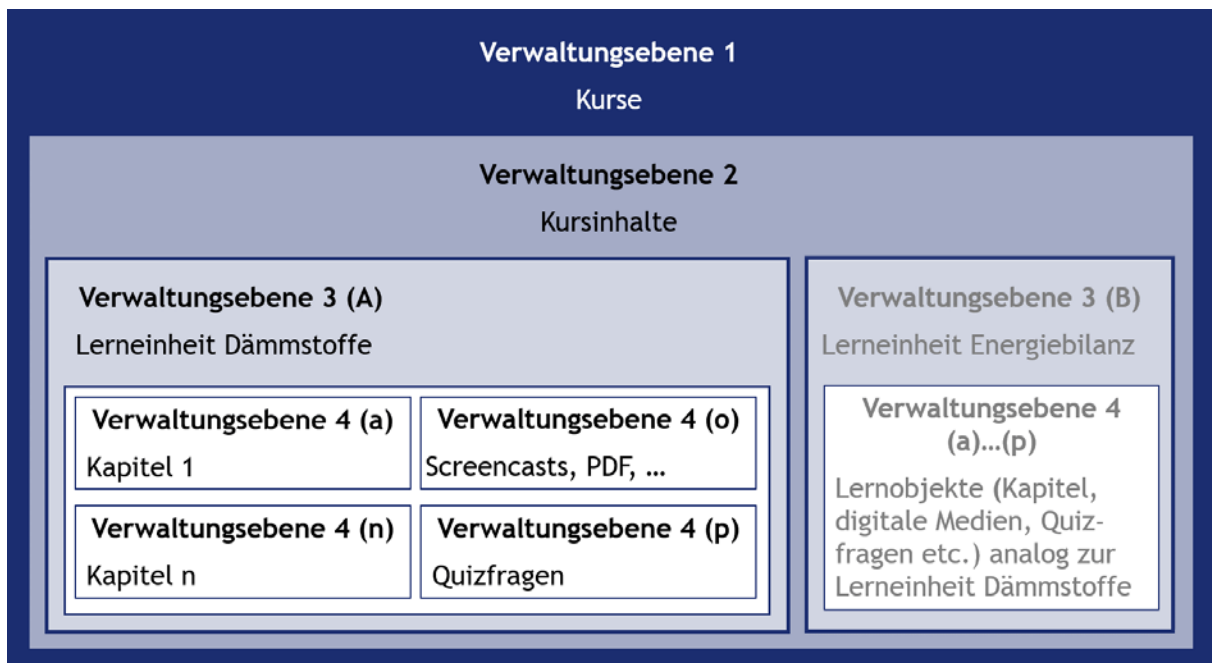 Verwaltungsebene 1
Kurse
Verwaltungsebene 2
Kursinhalte
Verwaltungsebene 3 (A)
Lerneinheit Dämmstoffe
Verwaltungsebene 4 (a)
Kapitel 1
Verwaltungsebene 4 (o)
Screencasts, PDF, ...
Verwaltungsebene 4 (n)
Kapitel n
Verwaltungsebene 4 (p)
Quizfragen
Verwaltungsebene 3 (B)
Lerneinheit Energiebilanz
Verwaltungsebene 4
(a)...(p)
Lernobjekte (Kapitel,
digitale Medien, Quiz-
fragen etc.) analog zur
Lerneinheit Dämmstoffe